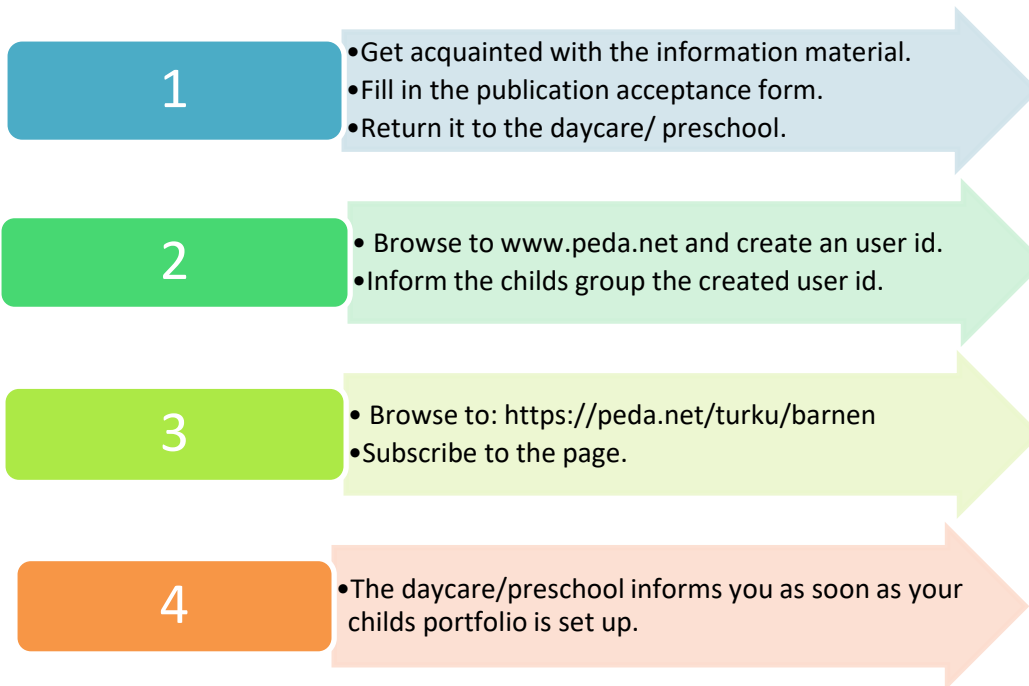 1
•Get acquainted with the information material.
•Fill in the publication acceptance form.
•Return it to the daycare/ preschool.
2
• Browse to www.peda.net and create an user id.
•Inform the childs group the created user id.
3
• Browse to: https://peda.net/turku/barnen
•Subscribe to the page.
4
•The daycare/preschool informs you as soon as your
childs portfolio is set up.